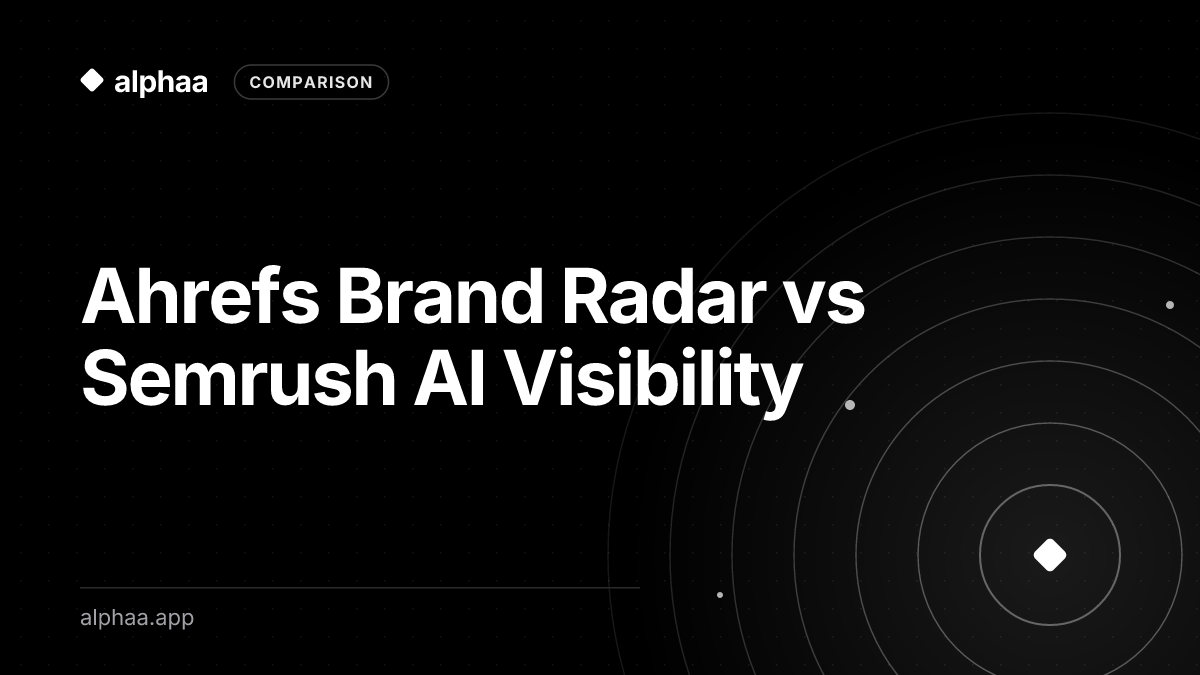 alphaa
COMPARISON
Ahrefs Brand Radar vs
Semrush AI Visibility
alphaa.app